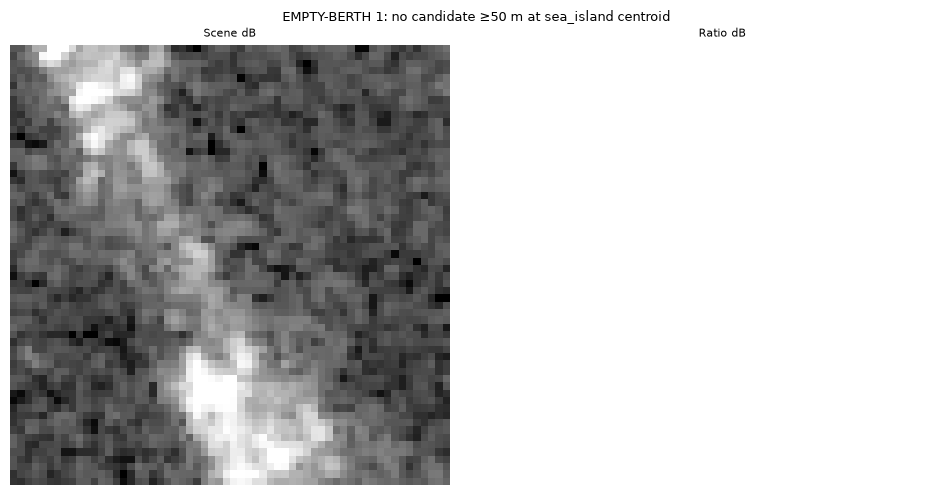 EMPTY-BERTH 1: no candidate ≥50 m at sea_island centroid
Scene dB
Ratio dB